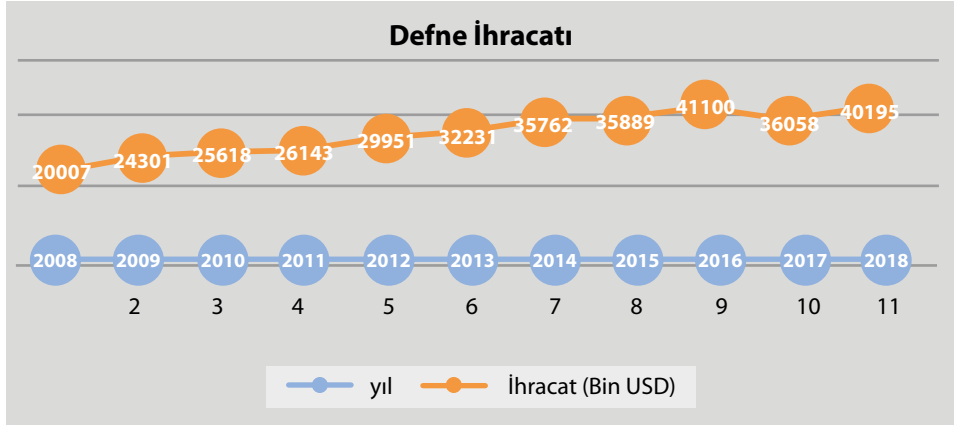 Defne İhracatı
20007 24301 25618 26143 29951 32231 35762 35889 41100 36058 40195
2008 2009 2010 2011 2012 2013 2014 2015 2016 2017 2018
2 3 4 5 6 7 8 9 10 11
yıl İhracat (Bin USD)